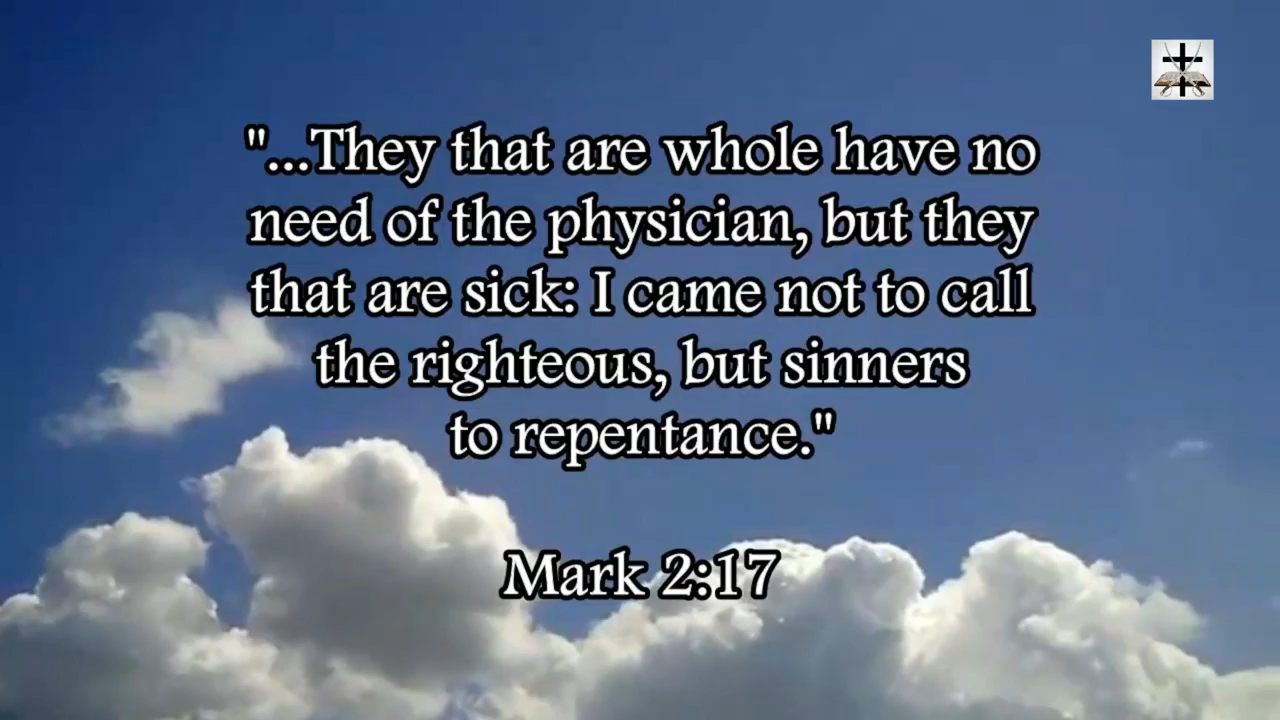 "...They that are whole have no
need of the physician, but they
that are sick: I came not to call
the righteous, but sinners
to repentance."
Mark 2:17